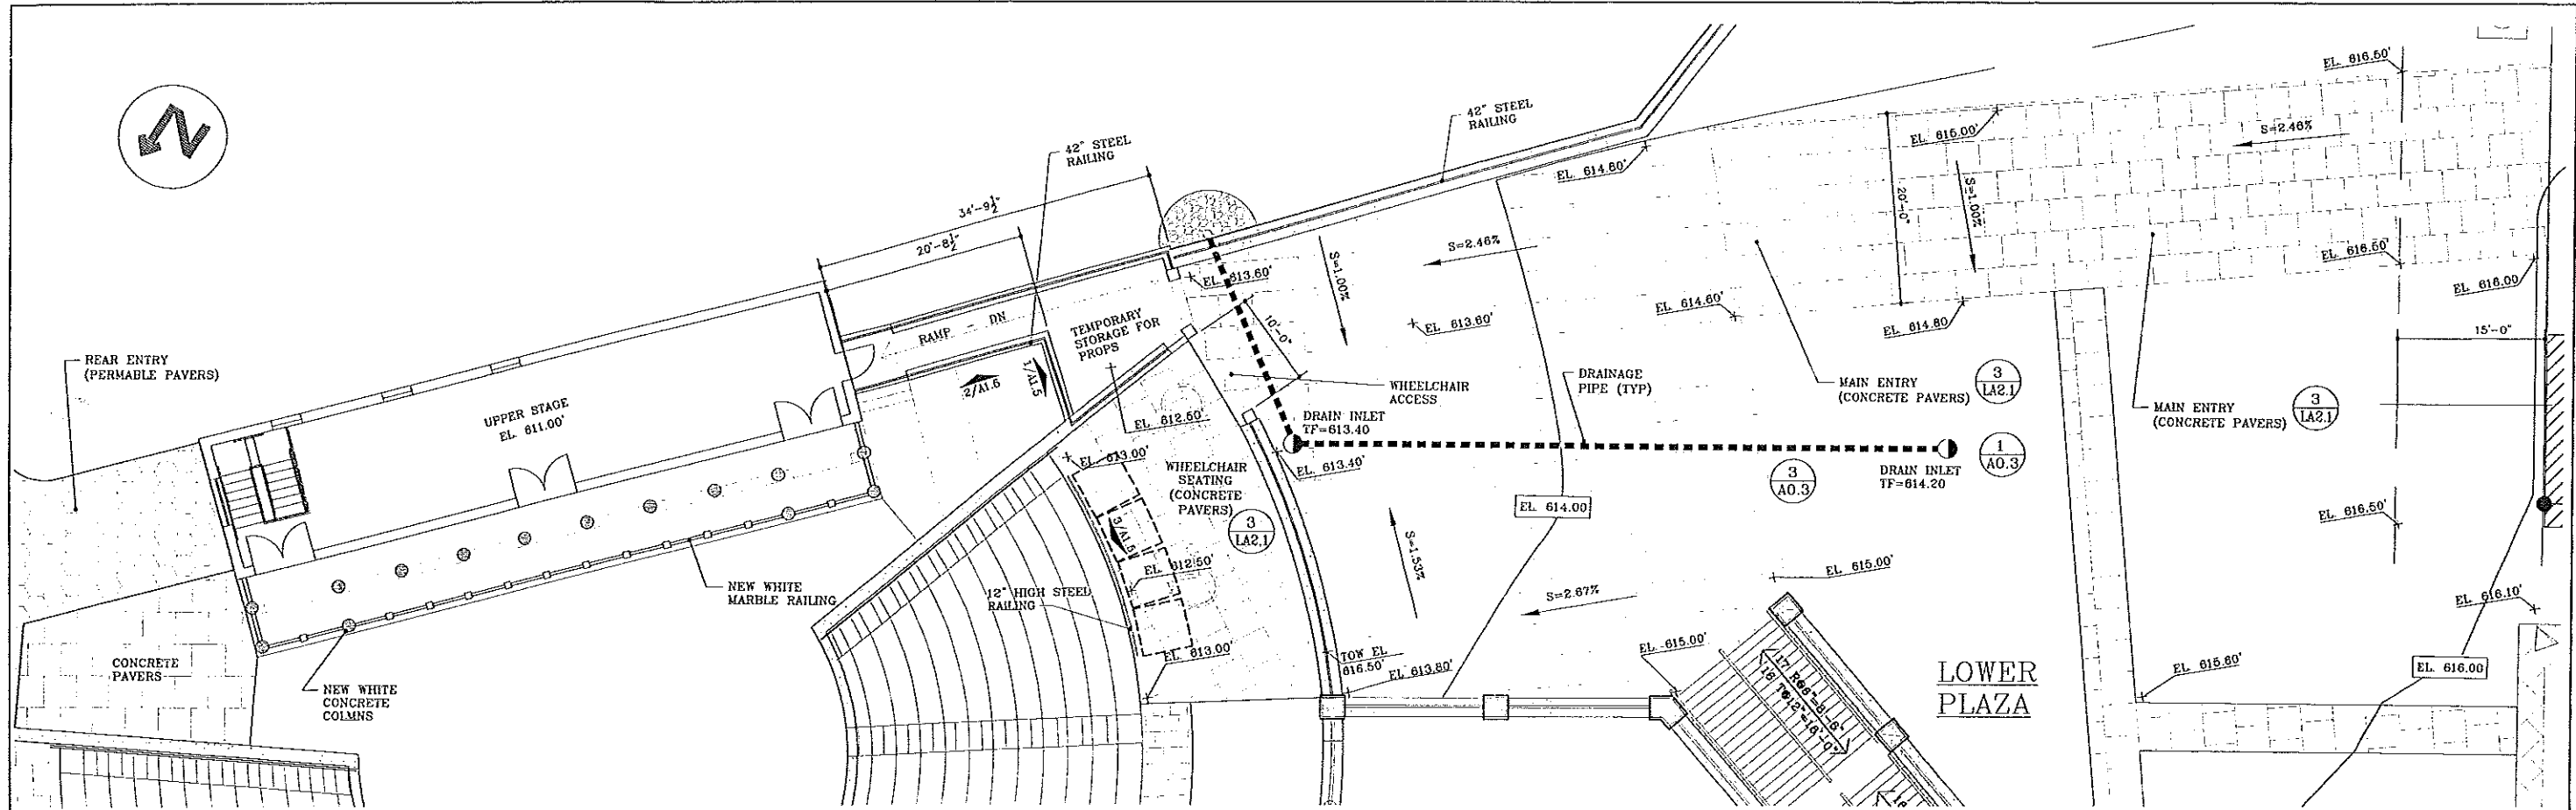 EL. 616.50'
42" STEEL
RAILING
42" STEEL
RAILING
EL. 615.00'
S=2.46%
EL. 614.60'
34'-9½"
20'-8½"
20'-0"
S=1.00%
S=2.46%
S=1.00%
EL. 613.60'
EL. 616.50'
EL. 616.00
EL. 614.60'
EL. 613.60'
EL. 614.80
15'-0"
10'-0"
RAMP - DN
TEMPORARY
STORAGE FOR
PROPS
REAR ENTRY
(PERMABLE PAVERS)
2/A1.6
1/A1.5
WHEELCHAIR
ACCESS
DRAINAGE
PIPE (TYP)
MAIN ENTRY
(CONCRETE PAVERS)
3
LA2.1
MAIN ENTRY
(CONCRETE PAVERS)
3
LA2.1
UPPER STAGE
EL. 611.00'
EL. 612.50'
DRAIN INLET
TF=613.40
EL. 613.00'
EL. 613.40'
WHEELCHAIR
SEATING
(CONCRETE
PAVERS)
3
LA2.1
3
A0.3
DRAIN INLET
TF=614.20
1
A0.3
EL. 614.00
EL. 616.50'
3/A1.5
S=1.53%
EL. 612.50'
EL. 615.00'
NEW WHITE
MARBLE RAILING
12" HIGH STEEL
RAILING
S=2.67%
EL. 616.10'
EL. 613.00'
TOW EL
616.50'
EL. 613.80'
EL. 615.00'
CONCRETE
PAVERS
NEW WHITE
CONCRETE
COLMNS
LOWER
PLAZA
EL. 615.60'
EL. 616.00